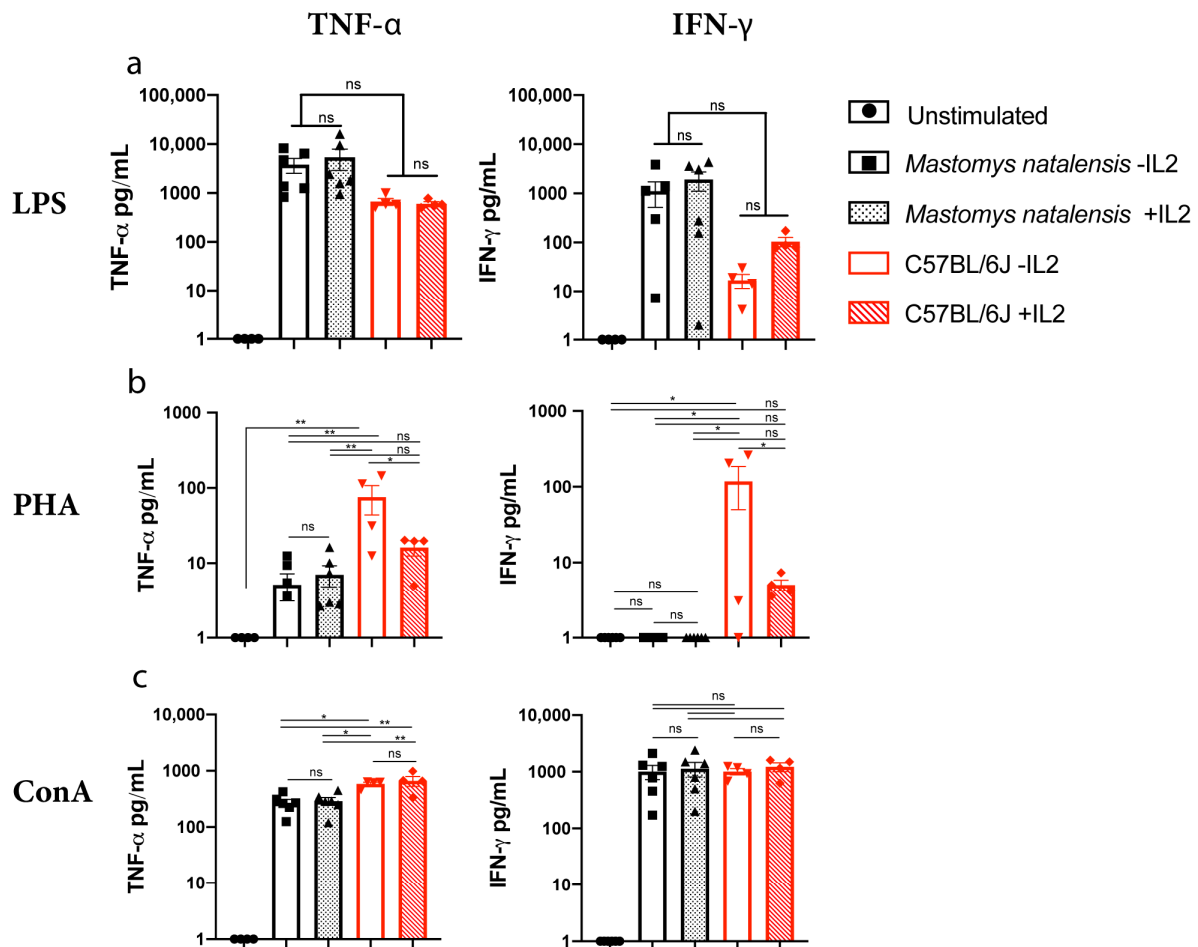 TNF-α
IFN-γ
a
LPS
TNF-α pg/mL
100,000
10,000
1000
100
10
1
ns
ns
ns
IFN-γ pg/mL
100,000
10,000
1000
100
10
1
ns
ns
ns
Unstimulated
Mastomys natalensis -IL2
Mastomys natalensis +IL2
C57BL/6J -IL2
C57BL/6J +IL2
b
PHA
TNF-α pg/mL
1000
100
10
1
**
**
ns
**
ns
*
ns
IFN-γ pg/mL
1000
100
10
1
*
ns
*
ns
*
ns
*
ns
ns
ns
c
ConA
TNF-α pg/mL
10,000
1000
100
10
1
*
**
*
**
ns
ns
IFN-γ pg/mL
10,000
1000
100
10
1
ns
ns
ns